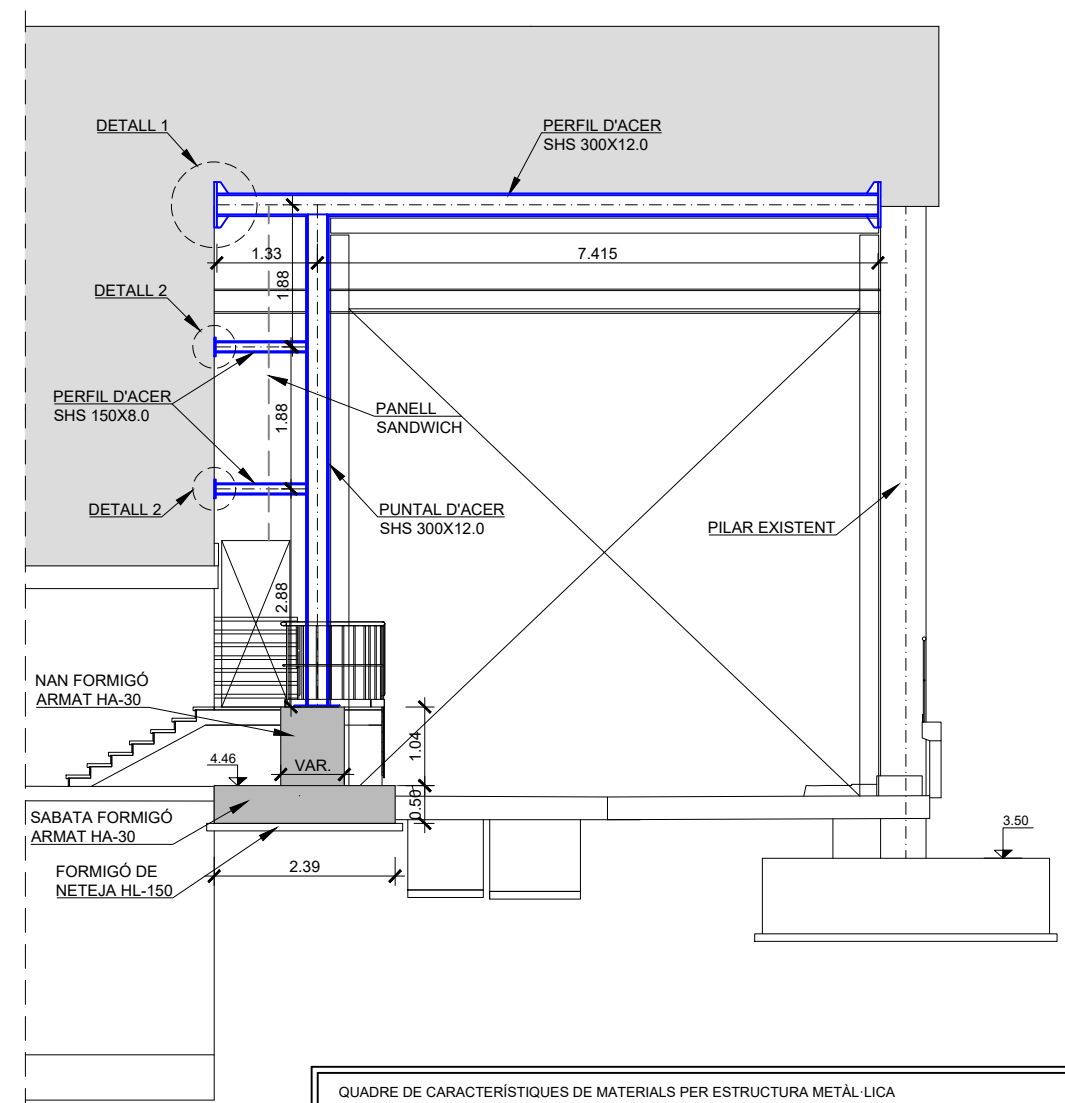 DETALL 1
PERFIL D'ACER
SHS 300X12.0
1.33
7.415
1.88
DETALL 2
PERFIL D'ACER
SHS 150X8.0
PANELL
SANDWICH
1.88
DETALL 2
PUNTAL D'ACER
SHS 300X12.0
PILAR EXISTENT
2.88
NAN FORMIGÓ
ARMAT HA-30
4.46
VAR.
1.04
0.50
SABATA FORMIGÓ
ARMAT HA-30
3.50
FORMIGÓ DE
NETEJA HL-150
2.39
QUADRE DE CARACTERÍSTIQUES DE MATERIALS PER ESTRUCTURA METÀL·LICA